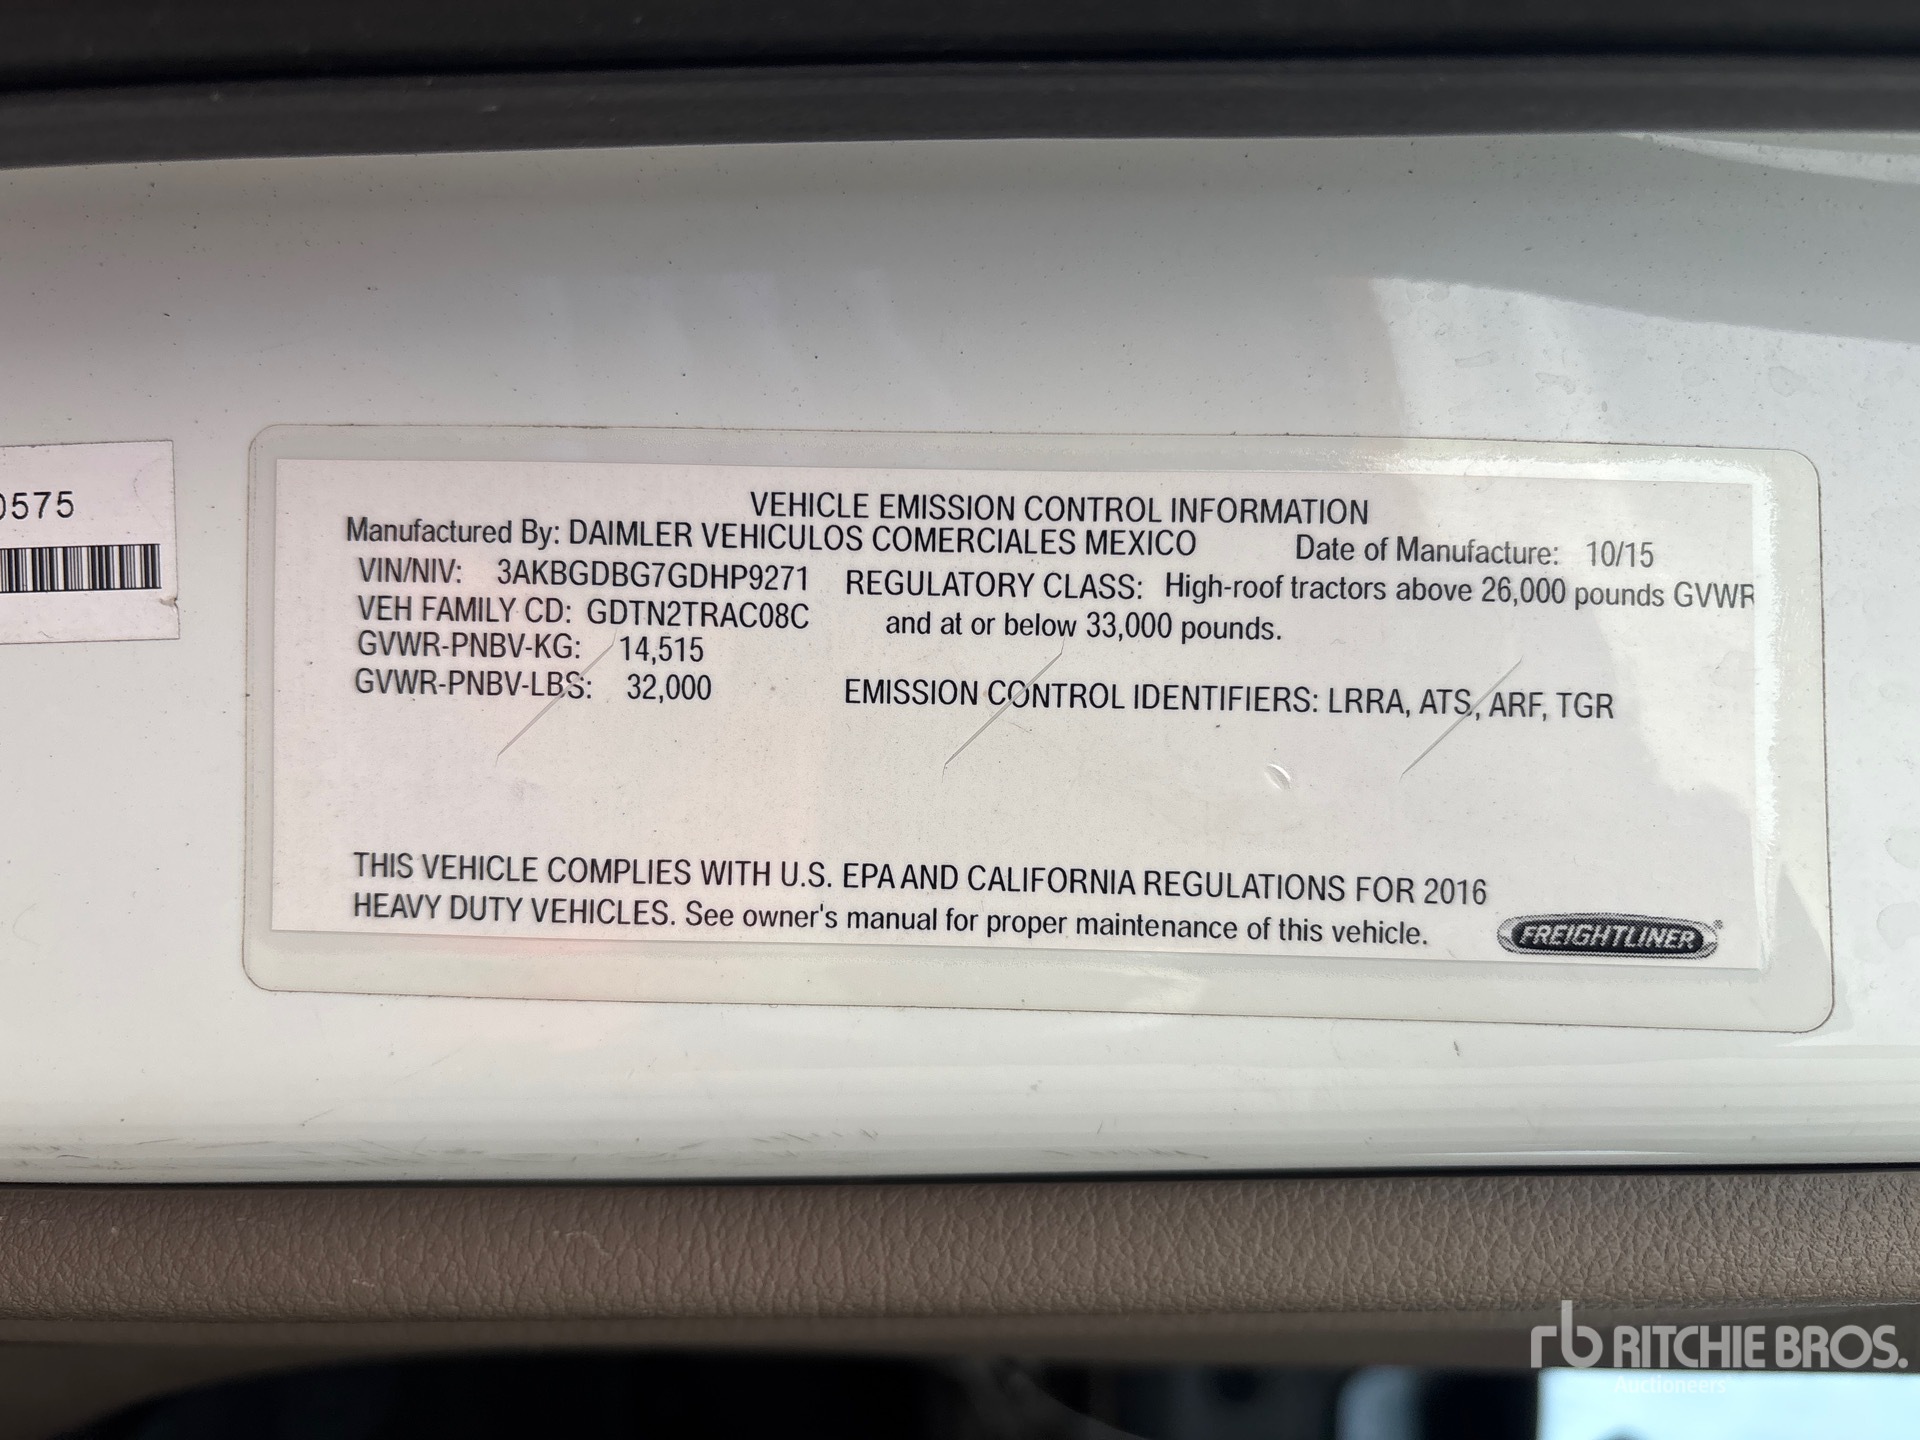 0575
VEHICLE EMISSION CONTROL INFORMATION
Manufactured By: DAIMLER VEHICULOS COMERCIALES MEXICO Date of Manufacture: 10/15
VIN/NIV: 3AKBGDBG7GDHP9271 REGULATORY CLASS: High-roof tractors above 26,000 pounds GVWR
VEH FAMILY CD: GDTN2TRAC08C and at or below 33,000 pounds.
GVWR-PNBV-KG: 14,515
GVWR-PNBV-LBS: 32,000 EMISSION CONTROL IDENTIFIERS: LRRA, ATS, ARF, TGR
THIS VEHICLE COMPLIES WITH U.S. EPA AND CALIFORNIA REGULATIONS FOR 2016
HEAVY DUTY VEHICLES. See owner's manual for proper maintenance of this vehicle.
FREIGHTLINER®
rb RITCHIE BROS.
Auctioneers